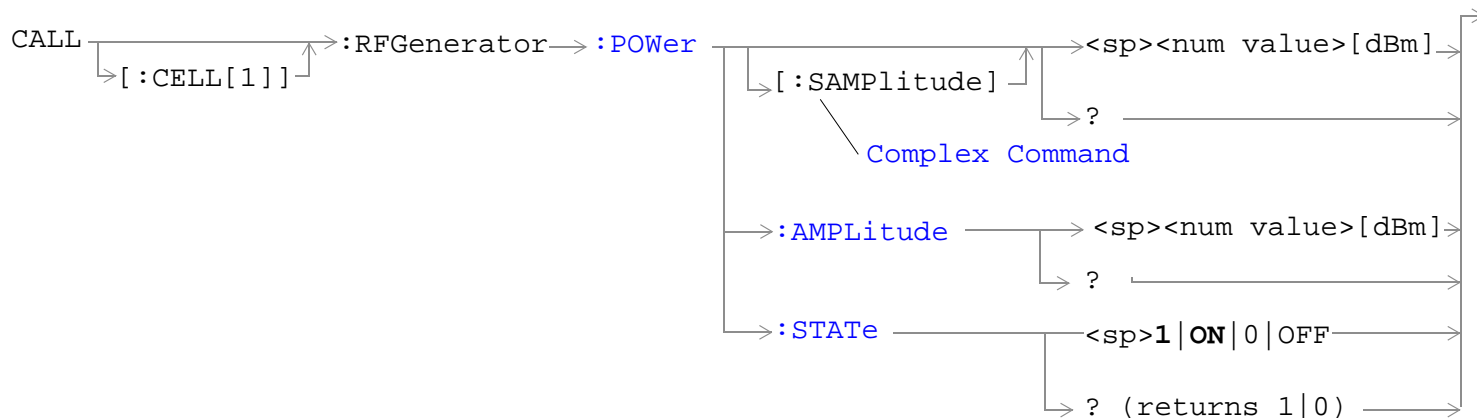 CALL :RFGenerator :POWer <sp><num value>[dBm]
[:CELL[1]] [:SAMPlitude]
?
Complex Command
:AMPLitude <sp><num value>[dBm]
?
:STATe <sp>1|ON|0|OFF
? (returns 1|0)